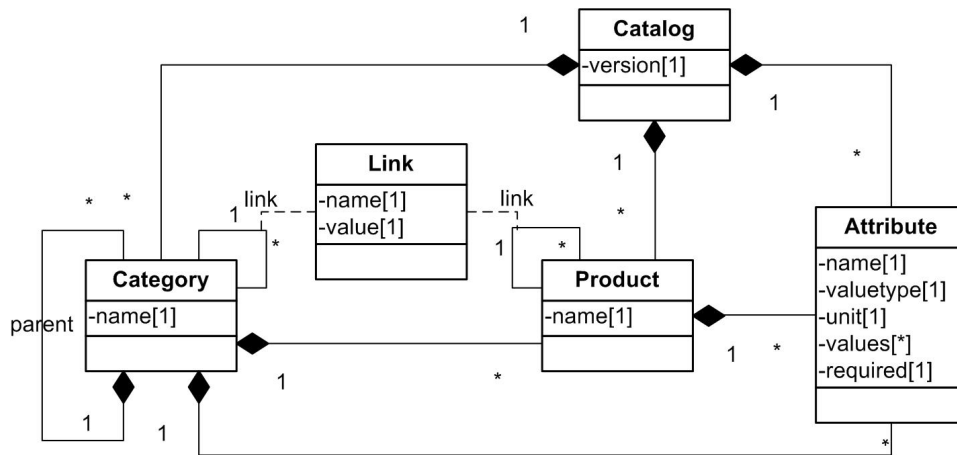 1
Catalog
-version[1]
1
1
*
Link
-name[1]
-value[1]
link
link
*
*
1
*
*
1
*
Attribute
-name[1]
-valuetype[1]
-unit[1]
-values[*]
-required[1]
Category
-name[1]
Product
-name[1]
parent
1
*
1
*
1
1
*